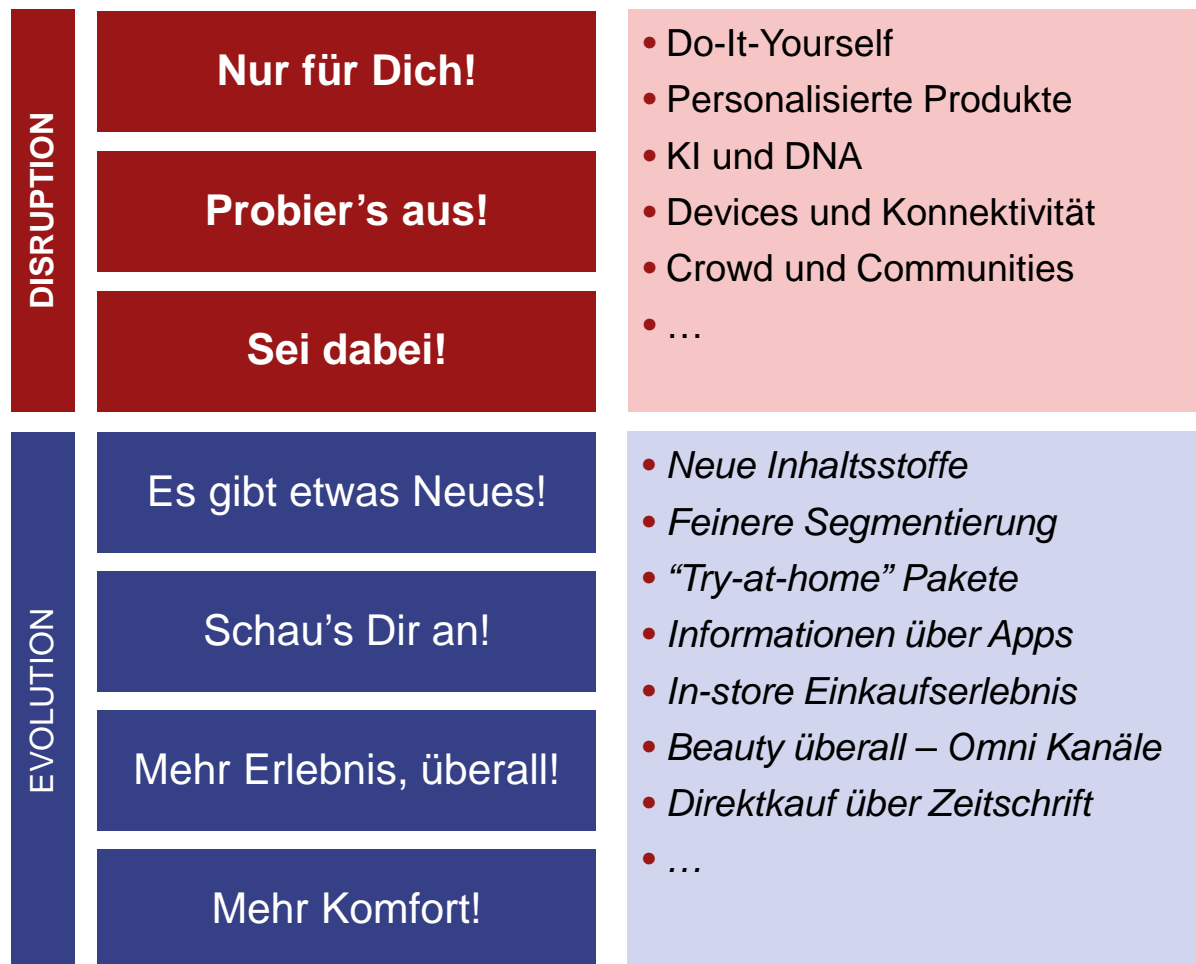 DISRUPTION
Nur für Dich!
Probier’s aus!
Sei dabei!
• Do-It-Yourself
• Personalisierte Produkte
• KI und DNA
• Devices und Konnektivität
• Crowd und Communities
• …
EVOLUTION
Es gibt etwas Neues!
Schau’s Dir an!
Mehr Erlebnis, überall!
Mehr Komfort!
• Neue Inhaltsstoffe
• Feinere Segmentierung
• “Try-at-home” Pakete
• Informationen über Apps
• In-store Einkaufserlebnis
• Beauty überall – Omni Kanäle
• Direktkauf über Zeitschrift
• …